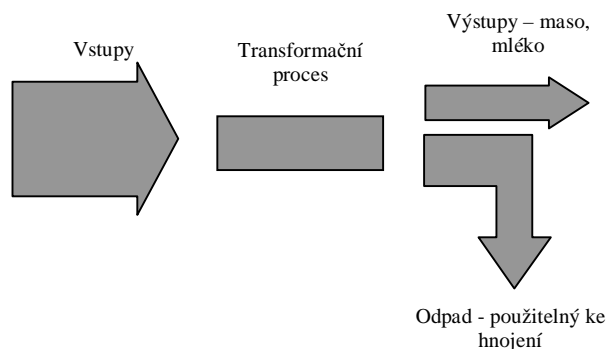 Vstupy
Transformační
proces
Výstupy – maso,
mléko
Odpad - použitelný ke
hnojení